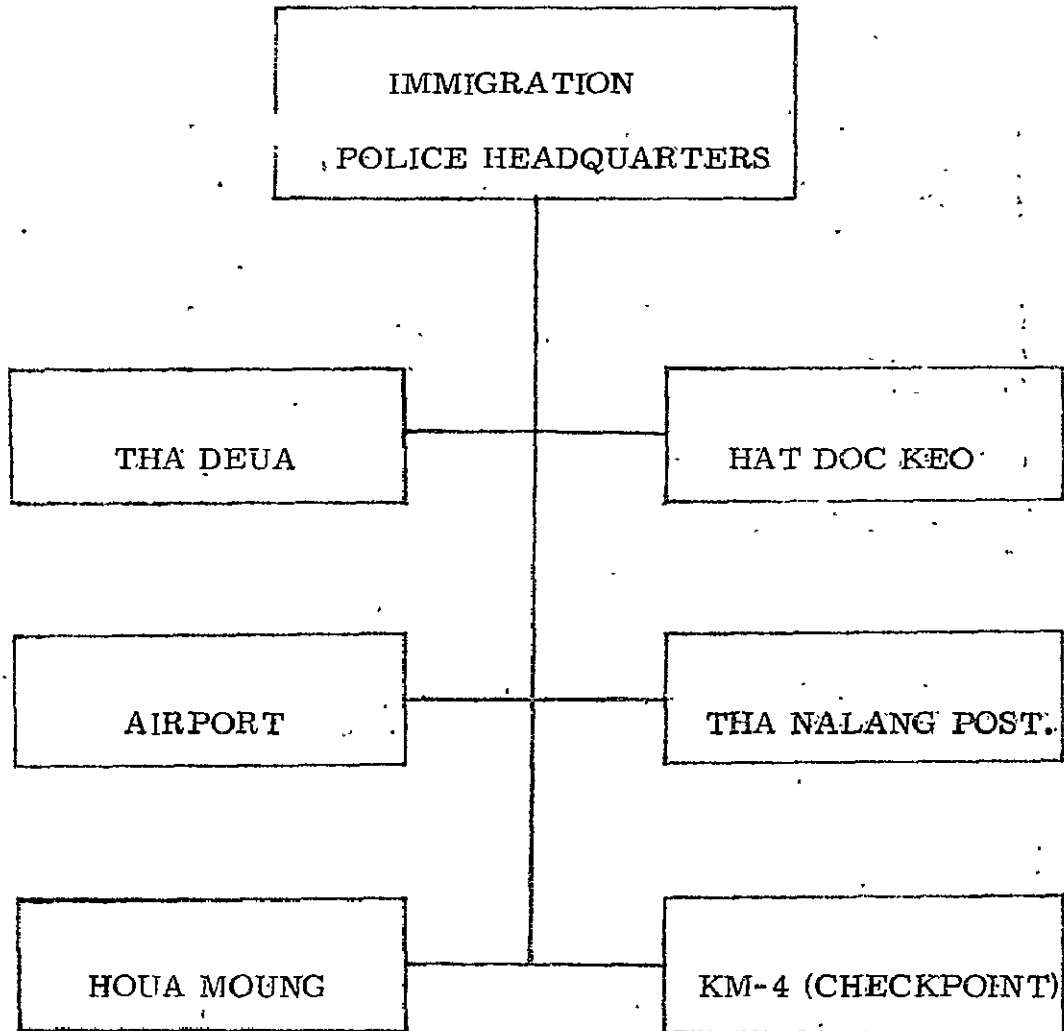 IMMIGRATION
POLICE HEADQUARTERS
THA DEUA
HAT DOC KEO
AIRPORT
THA NALANG POST.
HOUA MOUNG
KM-4 (CHECKPOINT)